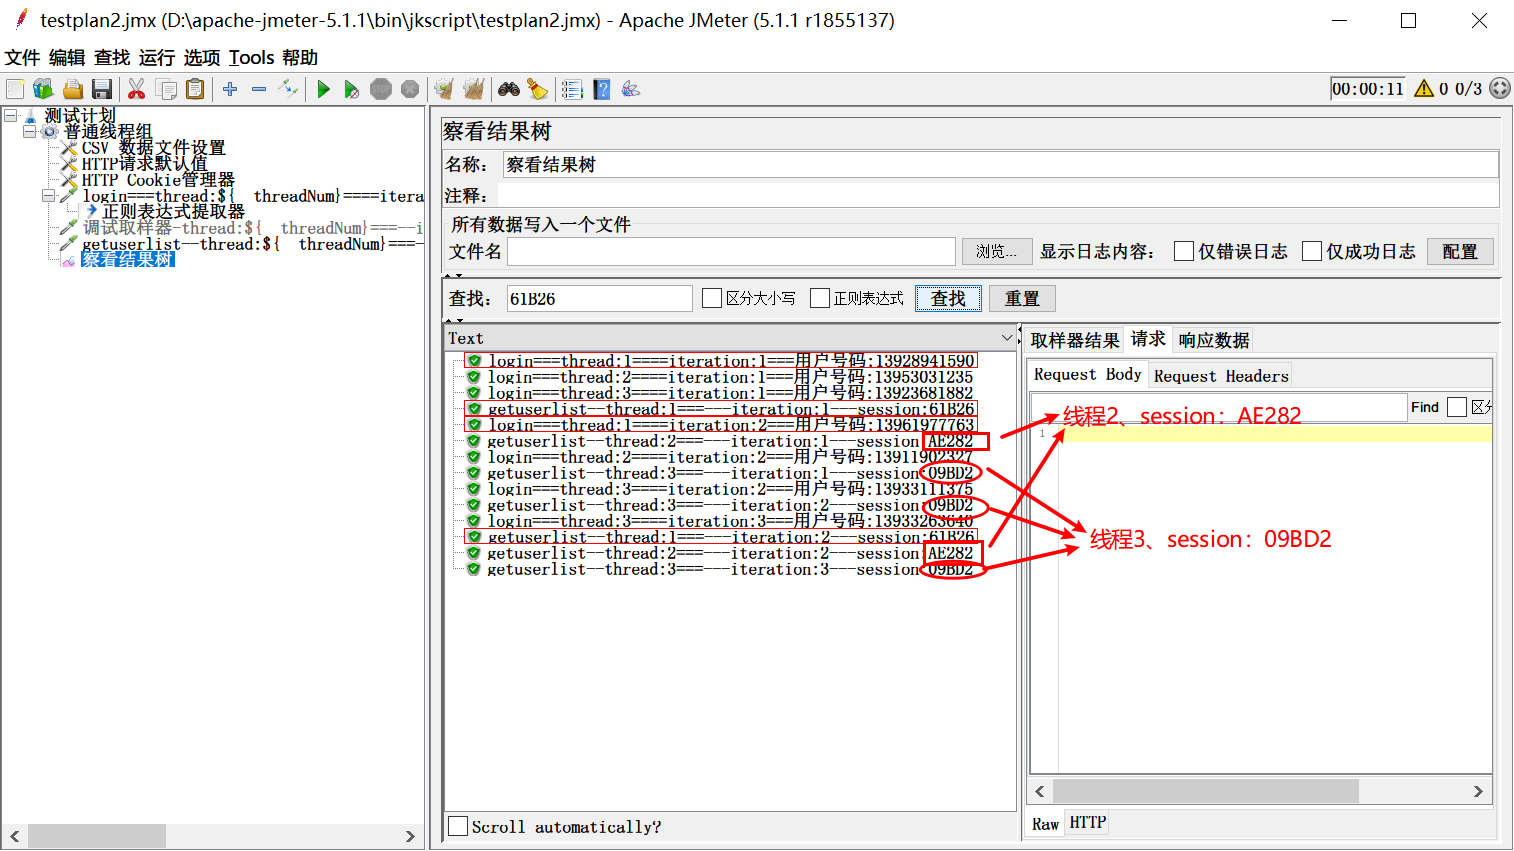 testplan2.jmx (D:\apache-jmeter-5.1.1\bin\jkscript\testplan2.jmx) - Apache JMeter (5.1.1 r1855137)
文件 编辑 查找 运行 选项 Tools 帮助
STOP
00:00:11 0 0/3
测试计划
普通线程组
CSV 数据文件设置
HTTP请求默认值
HTTP Cookie管理器
login===thread:${__threadNum}====itera
正则表达式提取器
调试取样器-thread:${__threadNum}===--i
getuserlist--thread:${__threadNum}===-
察看结果树
察看结果树
名称： 察看结果树
注释：
所有数据写入一个文件
文件名 浏览... 显示日志内容： 仅错误日志 仅成功日志 配置
查找： 61B26 区分大小写 正则表达式 查找 重置
Text
login===thread:1====iteration:1===用户号码:13928941590
login===thread:2====iteration:1===用户号码:13953031235
login===thread:3====iteration:1===用户号码:13923681882
getuserlist--thread:1===---iteration:1---session:61B26
login===thread:1====iteration:2===用户号码:13961977763
getuserlist--thread:2===---iteration:1---session:AE282
login===thread:2====iteration:2===用户号码:13911902327
getuserlist--thread:3===---iteration:1---session:09BD2
login===thread:3====iteration:2===用户号码:13933111375
getuserlist--thread:3===---iteration:2---session:09BD2
login===thread:3====iteration:3===用户号码:13933263640
getuserlist--thread:1===---iteration:2---session:61B26
getuserlist--thread:2===---iteration:2---session:AE282
getuserlist--thread:3===---iteration:3---session:09BD2
Scroll automatically?
取样器结果 请求 响应数据
Request Body Request Headers
Find 区分
线程2、session：AE282
1
线程3、session：09BD2
Raw HTTP